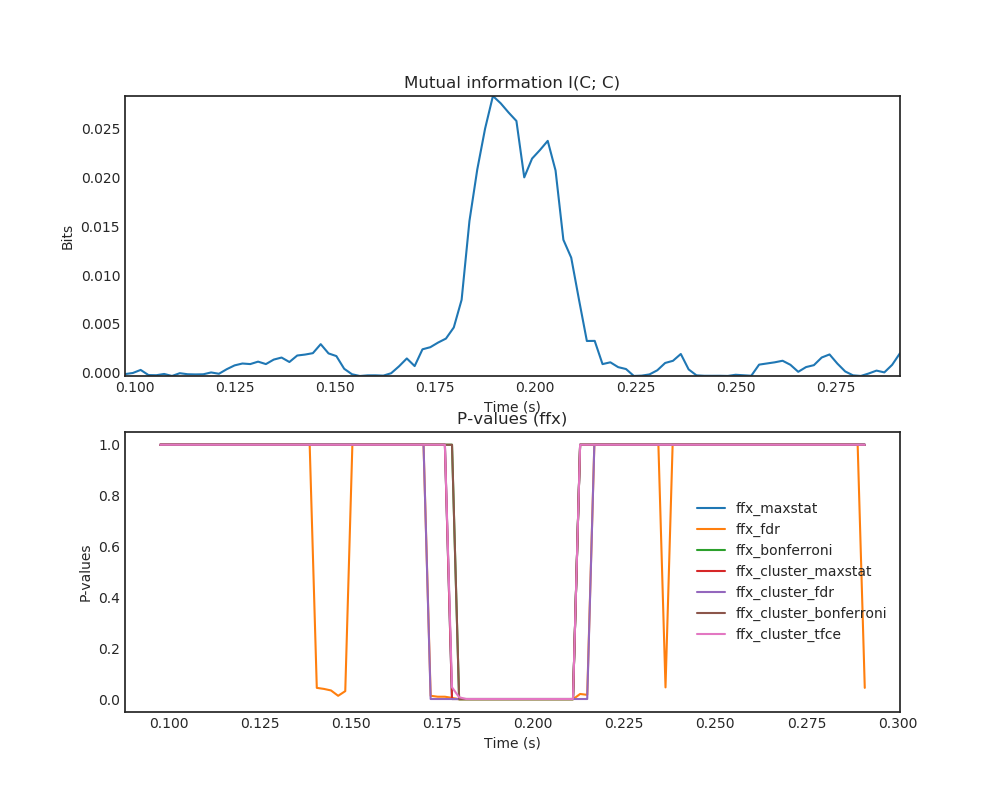 Mutual information I(C; C)
0.025
0.020
0.015
0.010
0.005
0.000
Bits
0.100 0.125 0.150 0.175 0.200 0.225 0.250 0.275
Time (s)
P-values (ffx)
1.0
0.8
0.6
0.4
0.2
0.0
P-values
ffx_maxstat
ffx_fdr
ffx_bonferroni
ffx_cluster_maxstat
ffx_cluster_fdr
ffx_cluster_bonferroni
ffx_cluster_tfce
0.100 0.125 0.150 0.175 0.200 0.225 0.250 0.275 0.300
Time (s)